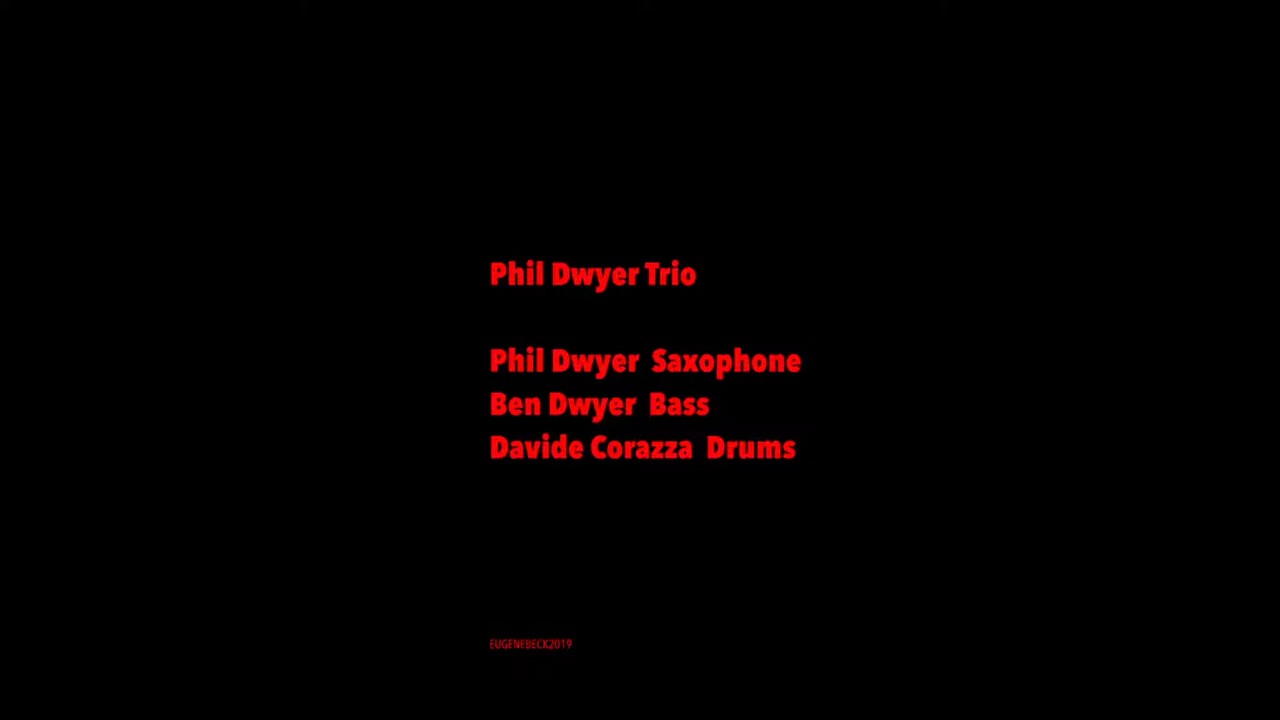 Phil Dwyer Trio
Phil Dwyer  Saxophone
Ben Dwyer  Bass
Davide Corazza  Drums
EUGENEBECK2019